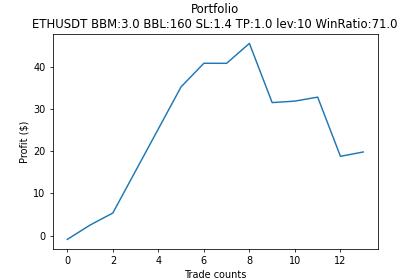 Portfolio
ETHUSDT BBM:3.0 BBL:160 SL:1.4 TP:1.0 lev:10 WinRatio:71.0
40
30
20
10
0
Profit ($)
0 2 4 6 8 10 12
Trade counts